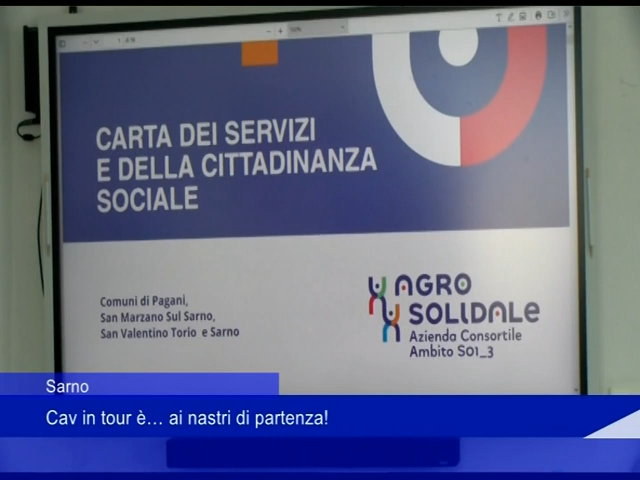 CARTA DEI SERVIZI
E DELLA CITTADINANZA
SOCIALE
Comuni di Pagani,
San Marzano Sul Sarno,
San Valentino Torio e Sarno
AGRO
SOLIDALE
Azienda Consortile
Ambito S01_3
Sarno
Cav in tour è... ai nastri di partenza!